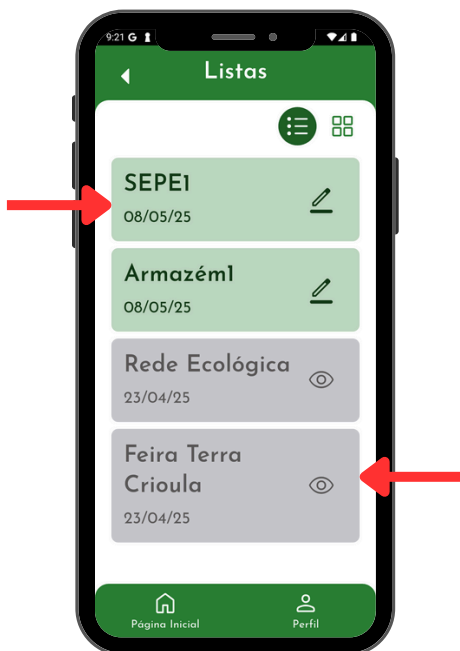 9:21 G
Listas
SEPE1
08/05/25
Armazém1
08/05/25
Rede Ecológica
23/04/25
Feira Terra
Crioula
23/04/25
Página Inicial
Perfil